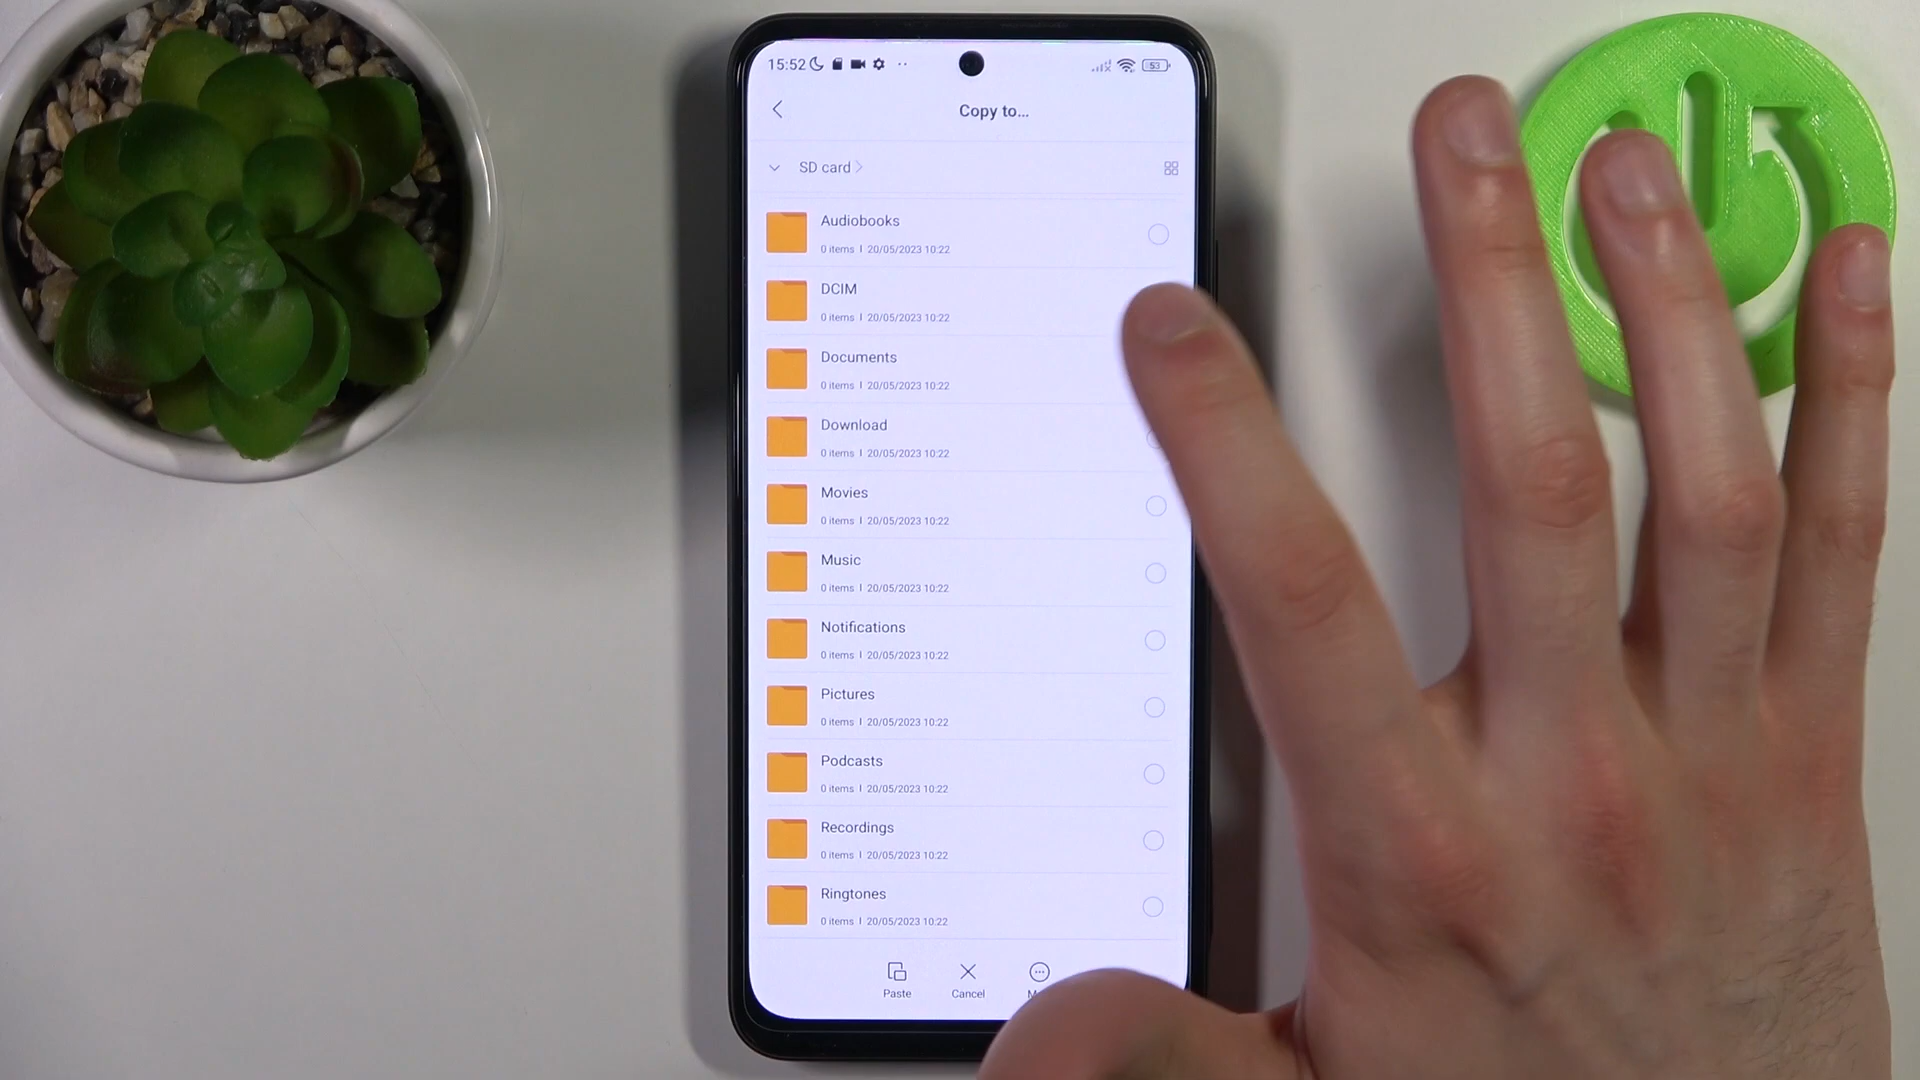 15:52
53
Copy to...
SD card
Audiobooks
0 items | 20/05/2023 10:22
DCIM
0 items | 20/05/2023 10:22
Documents
0 items | 20/05/2023 10:22
Download
0 items | 20/05/2023 10:22
Movies
0 items | 20/05/2023 10:22
Music
0 items | 20/05/2023 10:22
Notifications
0 items | 20/05/2023 10:22
Pictures
0 items | 20/05/2023 10:22
Podcasts
0 items | 20/05/2023 10:22
Recordings
0 items | 20/05/2023 10:22
Ringtones
0 items | 20/05/2023 10:22
Paste Cancel